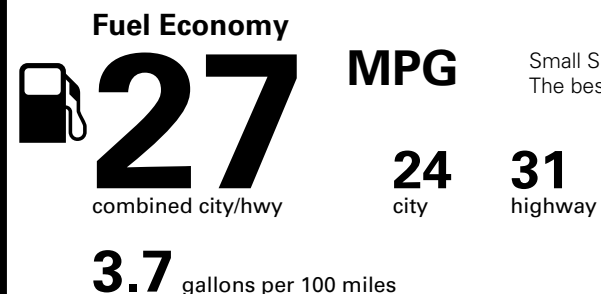 Fuel Economy
27 MPG
Small S
The bes
combined city/hwy
24 city
31 highway
3.7 gallons per 100 miles